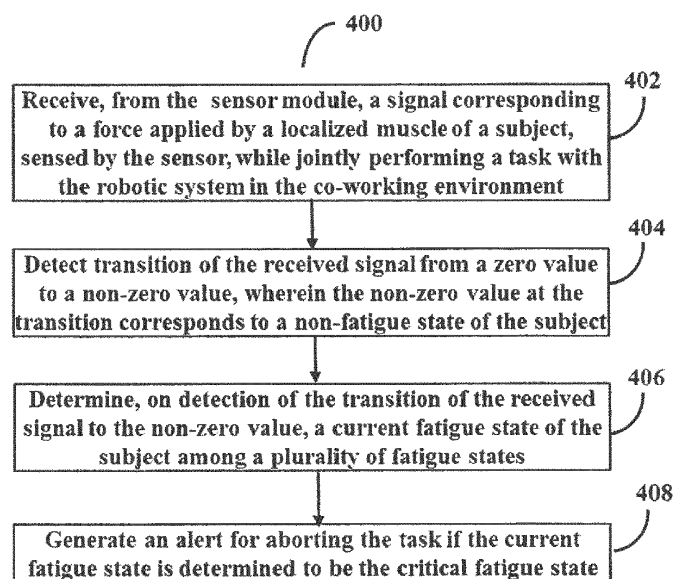 400
402
Receive, from the sensor module, a signal corresponding
to a force applied by a localized muscle of a subject,
sensed by the sensor, while jointly performing a task with
the robotic system in the co-working environment
404
Detect transition of the received signal from a zero value
to a non-zero value, wherein the non-zero value at the
transition corresponds to a non-fatigue state of the subject
406
Determine, on detection of the transition of the received
signal to the non-zero value, a current fatigue state of the
subject among a plurality of fatigue states
408
Generate an alert for aborting the task if the current
fatigue state is determined to be the critical fatigue state